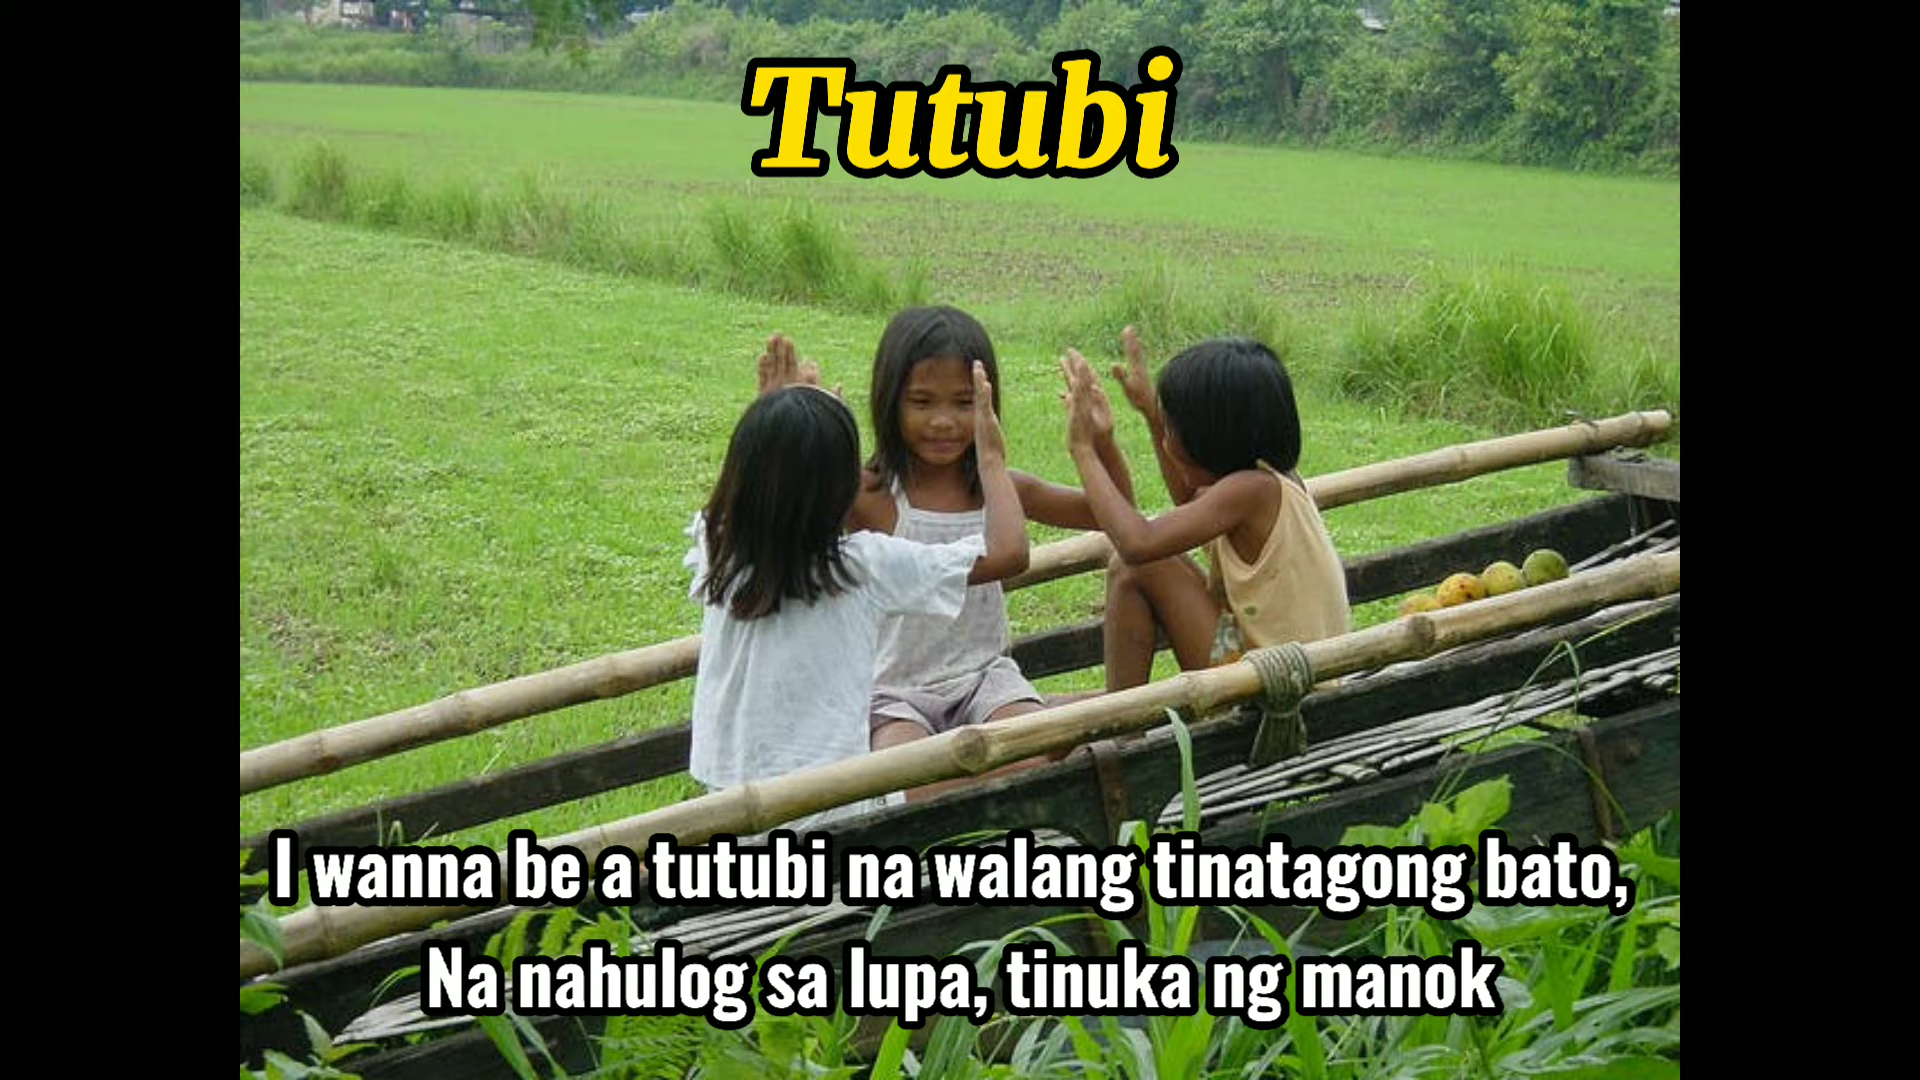 Tutubi
I wanna be a tutubi na walang tinatagong bato,
Na nahulog sa lupa, tinuka ng manok